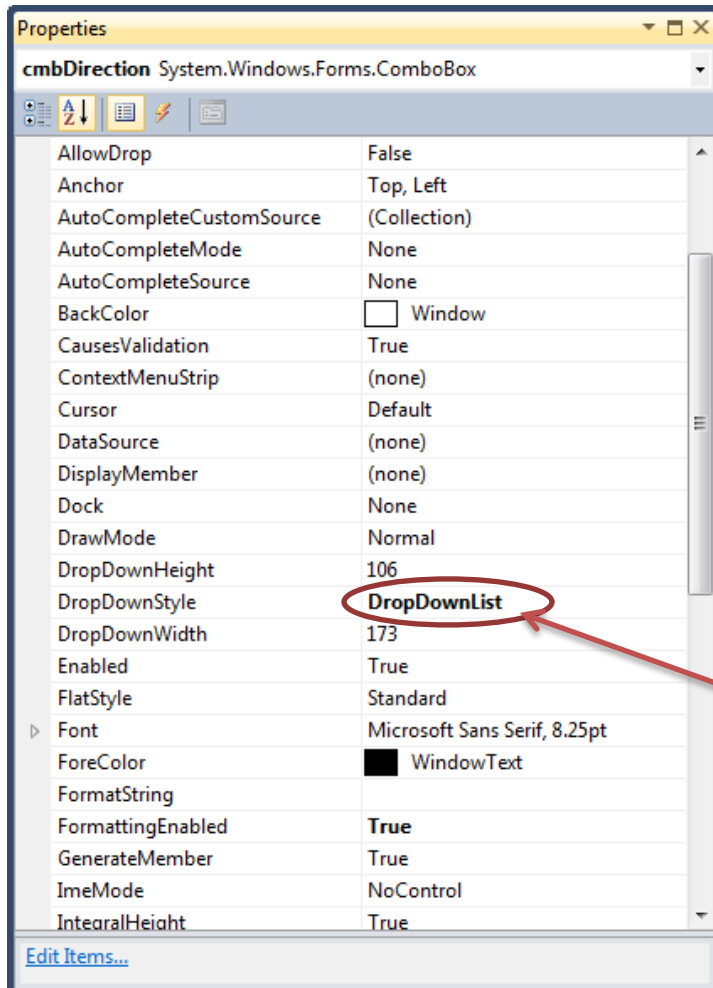 Properties
cmbDirection System.Windows.Forms.ComboBox
AllowDrop False
Anchor Top, Left
AutoCompleteCustomSource (Collection)
AutoCompleteMode None
AutoCompleteSource None
BackColor Window
CausesValidation True
ContextMenuStrip (none)
Cursor Default
DataSource (none)
DisplayMember (none)
Dock None
DrawMode Normal
DropDownHeight 106
DropDownStyle DropDownList
DropDownWidth 173
Enabled True
FlatStyle Standard
Font Microsoft Sans Serif, 8.25pt
ForeColor WindowText
FormatString
FormattingEnabled True
GenerateMember True
ImeMode NoControl
IntegralHeight True
Edit Items...